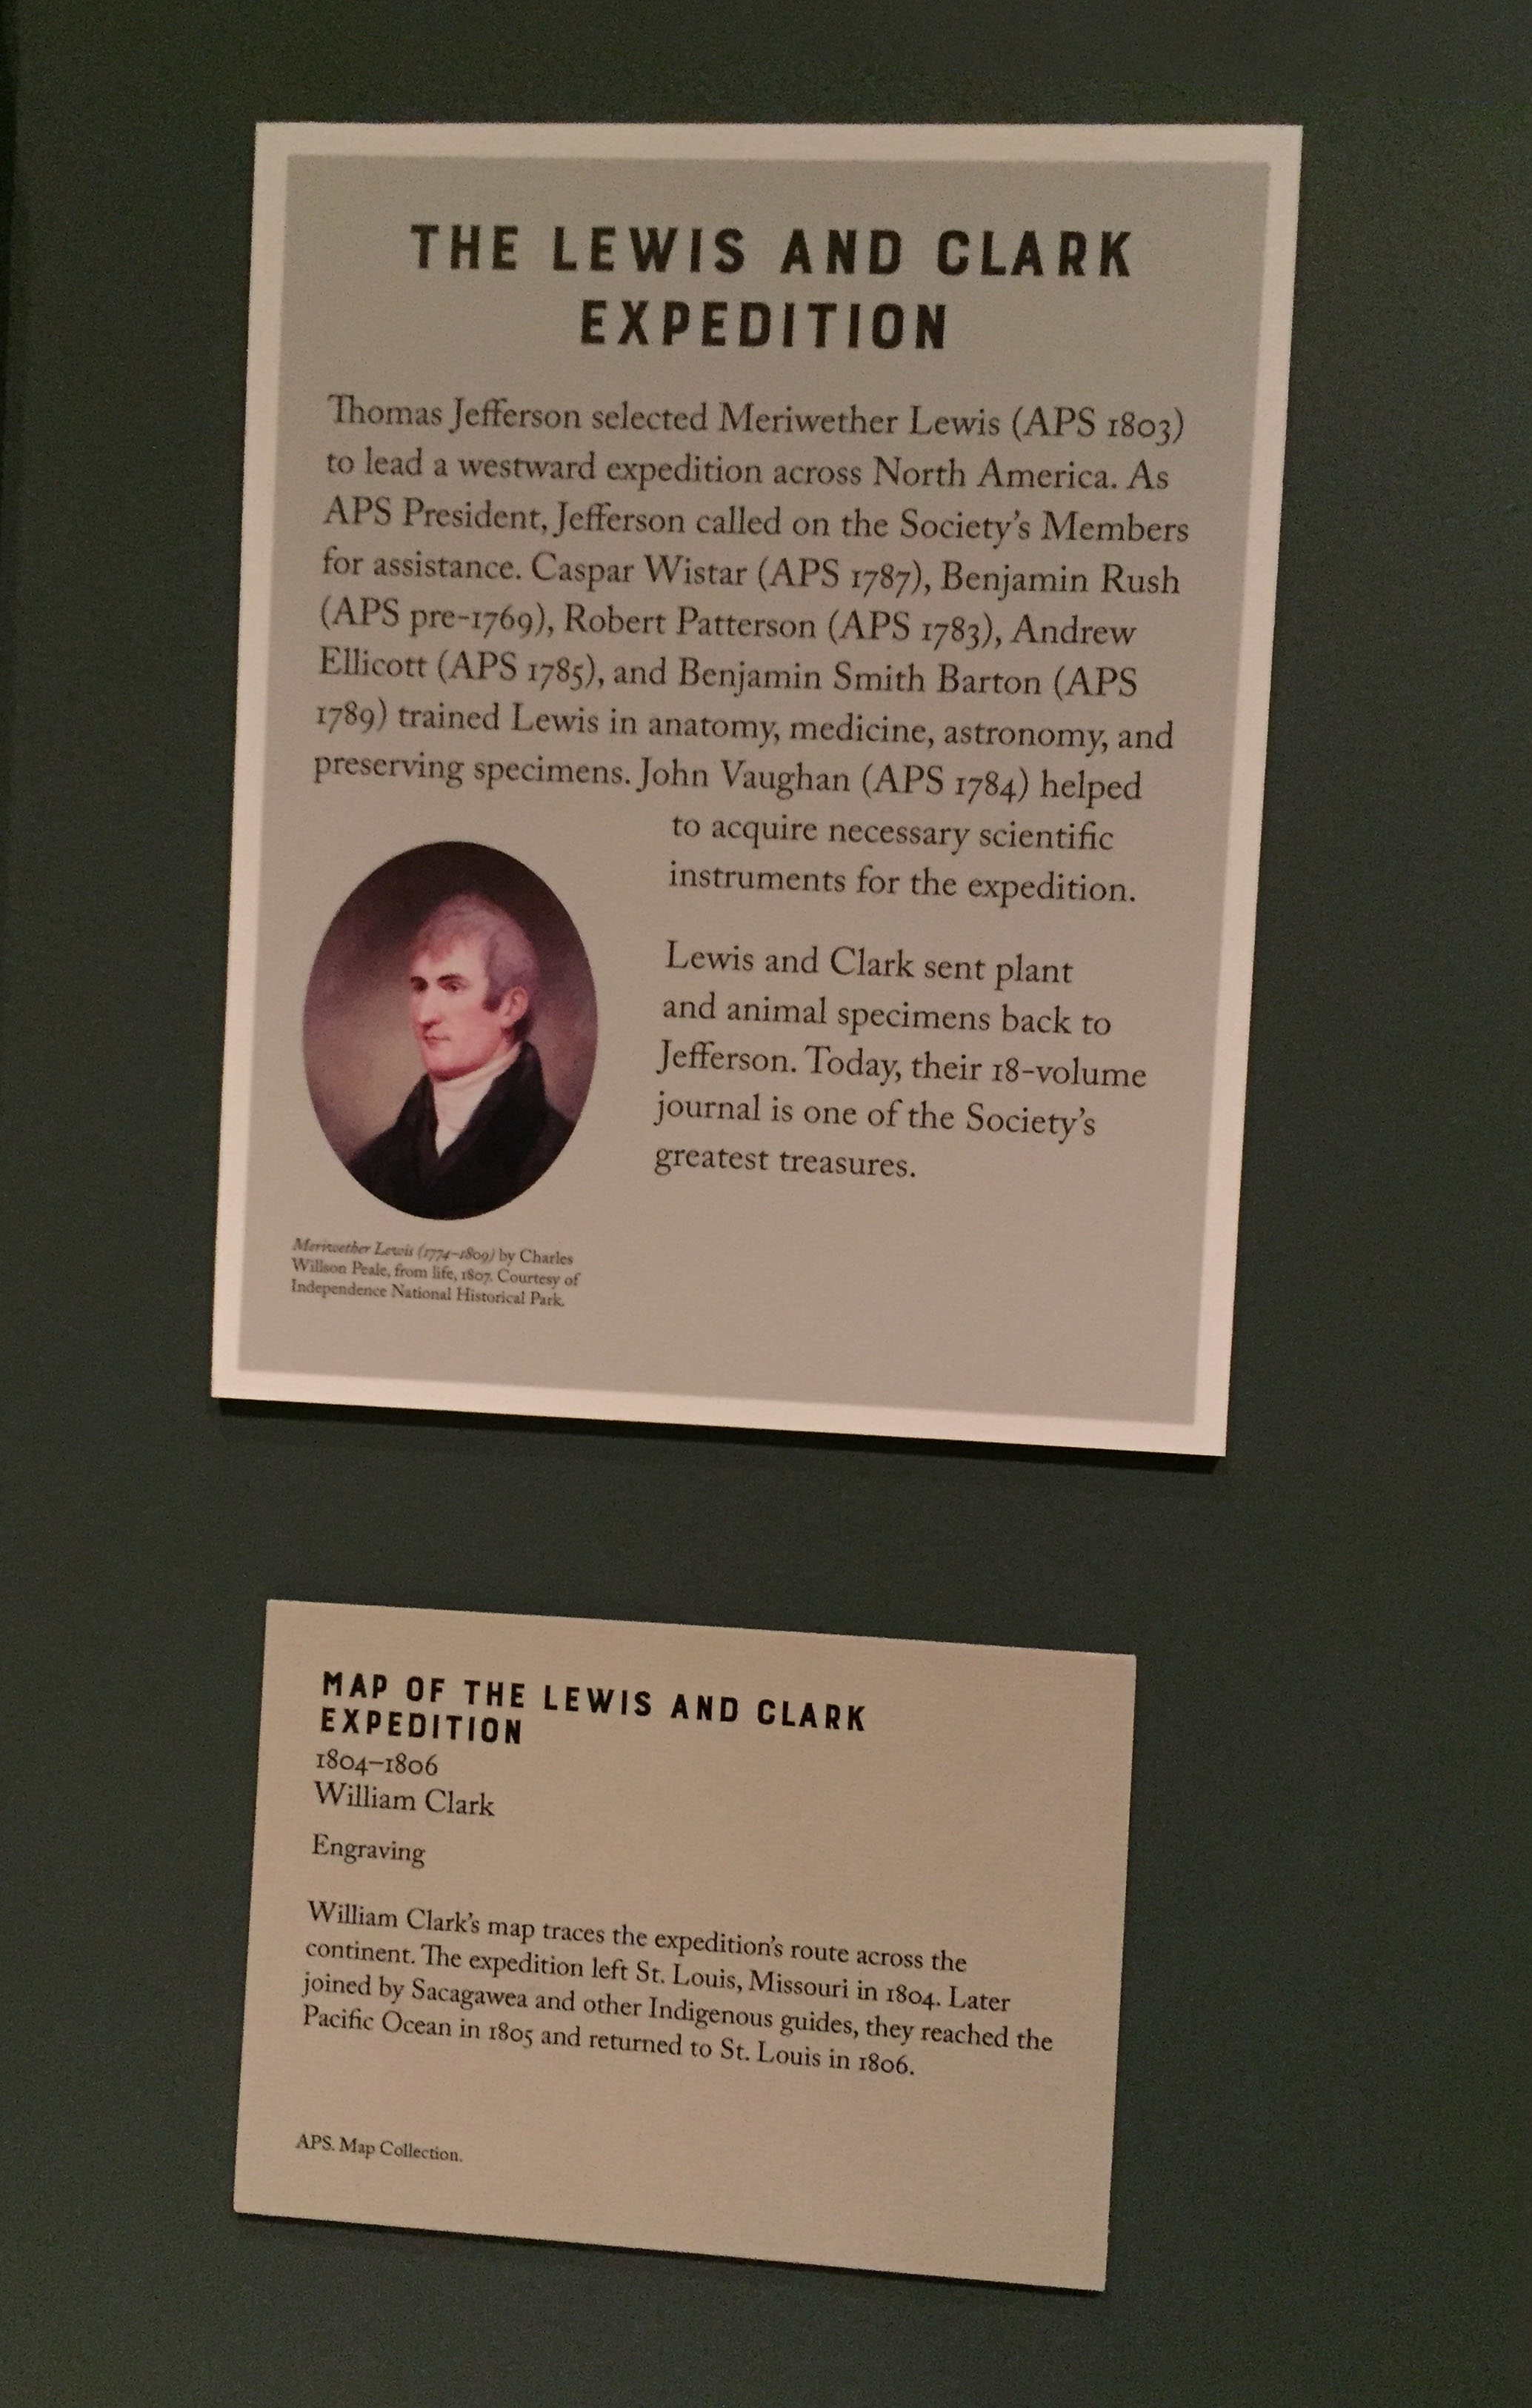 THE LEWIS AND CLARK
EXPEDITION
Thomas Jefferson selected Meriwether Lewis (APS 1803)
to lead a westward expedition across North America. As
APS President, Jefferson called on the Society's Members
for assistance. Caspar Wistar (APS 1787), Benjamin Rush
(APS pre-1769), Robert Patterson (APS 1783), Andrew
Ellicott (APS 1785), and Benjamin Smith Barton (APS
1789) trained Lewis in anatomy, medicine, astronomy, and
preserving specimens. John Vaughan (APS 1784) helped
to acquire necessary scientific
instruments for the expedition.
Lewis and Clark sent plant
and animal specimens back to
Jefferson. Today, their 18-volume
journal is one of the Society's
greatest treasures.
Meriwether Lewis (1774–1809) by Charles
Willson Peale, from life, 1807. Courtesy of
Independence National Historical Park.
MAP OF THE LEWIS AND CLARK
EXPEDITION
1804–1806
William Clark
Engraving
William Clark's map traces the expedition's route across the
continent. The expedition left St. Louis, Missouri in 1804. Later
joined by Sacagawea and other Indigenous guides, they reached the
Pacific Ocean in 1805 and returned to St. Louis in 1806.
APS. Map Collection.